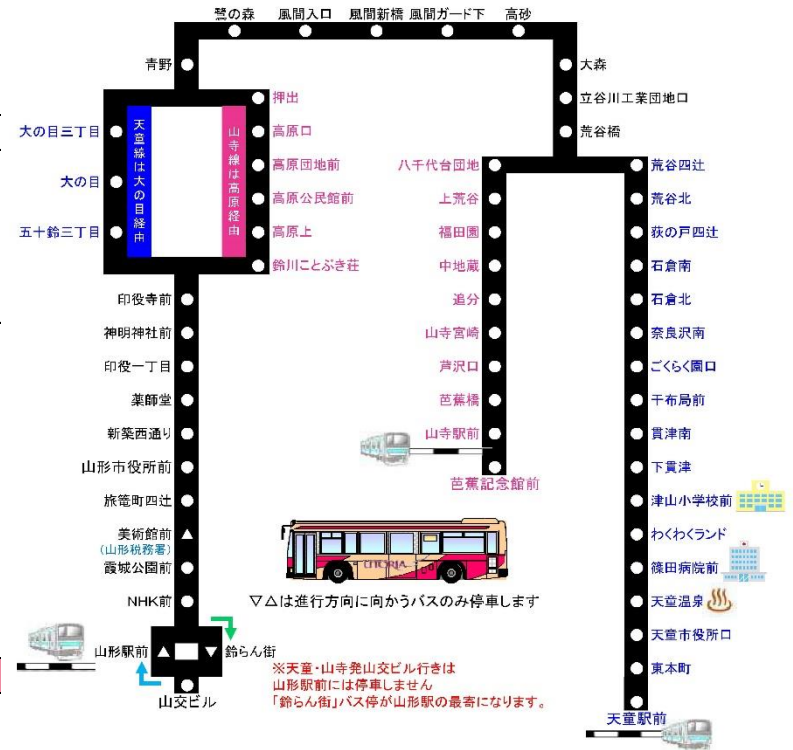 鷺の森
風間入口
風間新橋
風間ガード下
高砂
青野
大森
立谷川工業団地口
荒谷橋
大の目三丁目
大の目
五十鈴三丁目
天童線は大の目経由
山寺線は高原経由
押出
高原口
高原団地前
高原公民館前
高原上
鈴川ことぶき荘
八千代台団地
上荒谷
福田園
中地蔵
追分
山寺宮崎
芦沢口
芭蕉橋
山寺駅前
芭蕉記念館前
荒谷四辻
荒谷北
荻の戸四辻
石倉南
石倉北
奈良沢南
ごくらく園口
干布局前
貫津南
下貫津
津山小学校前
わくわくランド
篠田病院前
天童温泉
天童市役所口
東本町
天童駅前
印役寺前
神明神社前
印役一丁目
薬師堂
新築西通り
山形市役所前
旅篭町四辻
美術館前
(山形税務署)
霞城公園前
NHK前
山形駅前
鈴らん街
山交ビル
▽△は進行方向に向かうバスのみ停車します
※天童・山寺発山交ビル行きは
山形駅前には停車しません
「鈴らん街」バス停が山形駅の最寄になります。